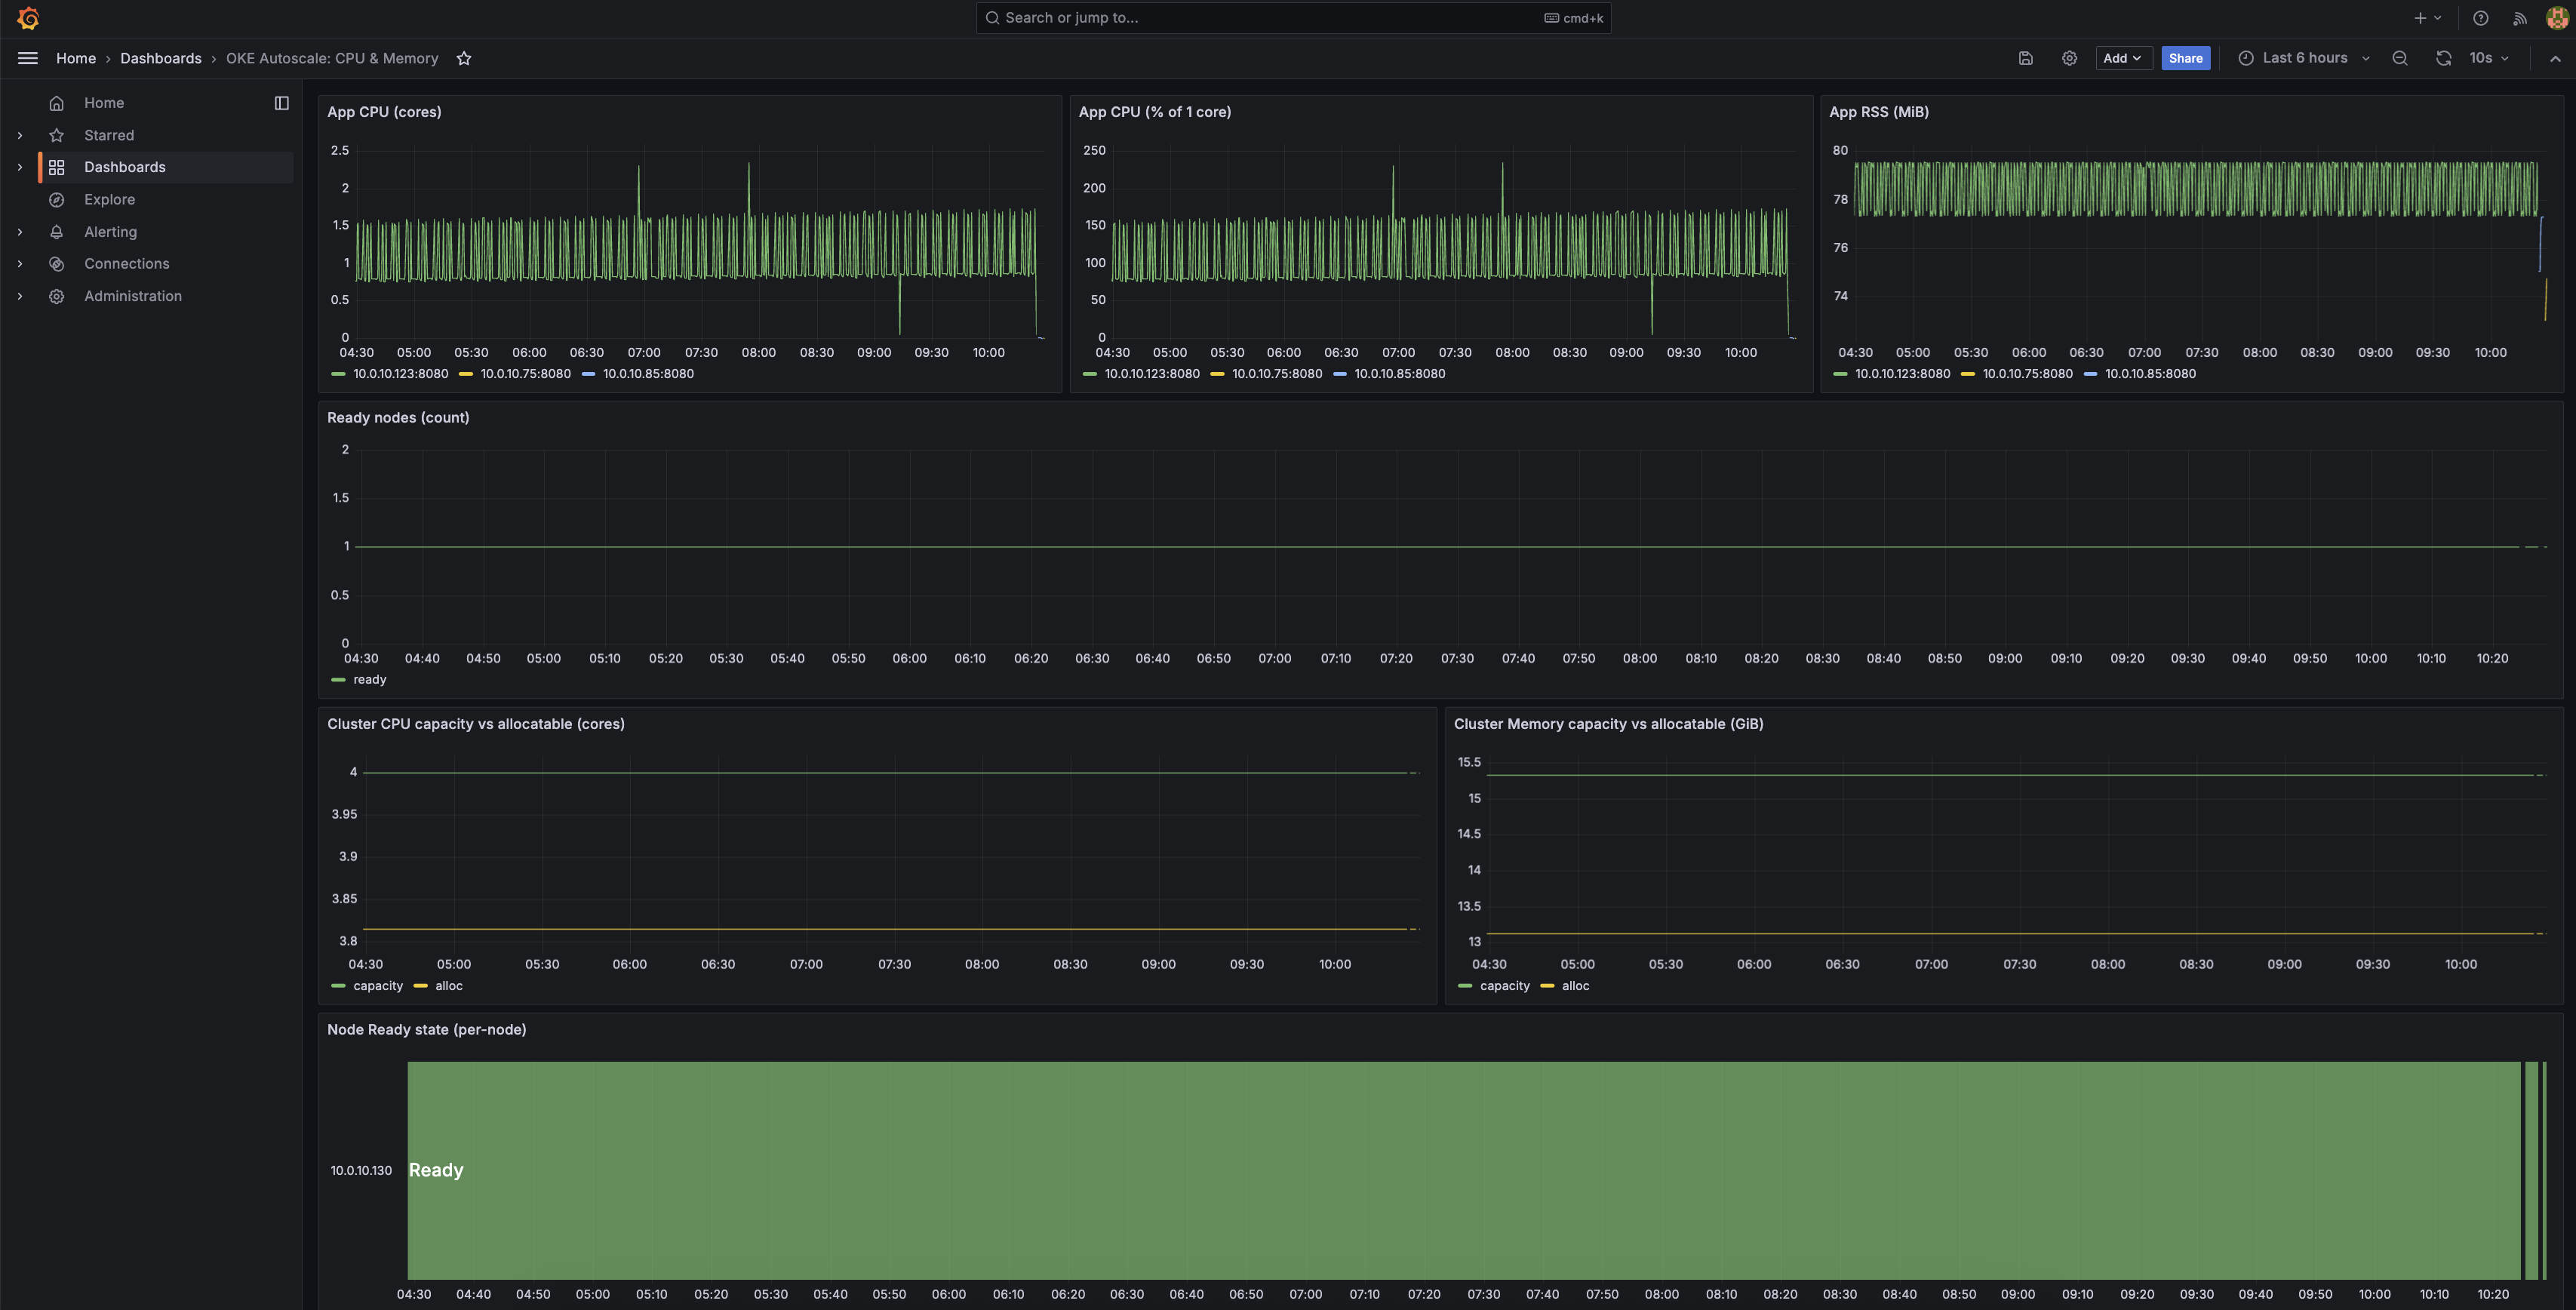 Search or jump to... cmd+k
Home › Dashboards › OKE Autoscale: CPU & Memory Add Share Last 6 hours 10s
Home
Starred
Dashboards
Explore
Alerting
Connections
Administration
App CPU (cores)
2.5
2
1.5
1
0.5
0
04:30 05:00 05:30 06:00 06:30 07:00 07:30 08:00 08:30 09:00 09:30 10:00
10.0.10.123:8080 10.0.10.75:8080 10.0.10.85:8080
App CPU (% of 1 core)
250
200
150
100
50
0
04:30 05:00 05:30 06:00 06:30 07:00 07:30 08:00 08:30 09:00 09:30 10:00
10.0.10.123:8080 10.0.10.75:8080 10.0.10.85:8080
App RSS (MiB)
80
78
76
74
04:30 05:00 05:30 06:00 06:30 07:00 07:30 08:00 08:30 09:00 09:30 10:00
10.0.10.123:8080 10.0.10.75:8080 10.0.10.85:8080
Ready nodes (count)
2
1.5
1
0.5
0
04:30 04:40 04:50 05:00 05:10 05:20 05:30 05:40 05:50 06:00 06:10 06:20 06:30 06:40 06:50 07:00 07:10 07:20 07:30 07:40 07:50 08:00 08:10 08:20 08:30 08:40 08:50 09:00 09:10 09:20 09:30 09:40 09:50 10:00 10:10 10:20
ready
Cluster CPU capacity vs allocatable (cores)
4
3.95
3.9
3.85
3.8
04:30 05:00 05:30 06:00 06:30 07:00 07:30 08:00 08:30 09:00 09:30 10:00
capacity alloc
Cluster Memory capacity vs allocatable (GiB)
15.5
15
14.5
14
13.5
13
04:30 05:00 05:30 06:00 06:30 07:00 07:30 08:00 08:30 09:00 09:30 10:00
capacity alloc
Node Ready state (per-node)
10.0.10.130 Ready
04:30 04:40 04:50 05:00 05:10 05:20 05:30 05:40 05:50 06:00 06:10 06:20 06:30 06:40 06:50 07:00 07:10 07:20 07:30 07:40 07:50 08:00 08:10 08:20 08:30 08:40 08:50 09:00 09:10 09:20 09:30 09:40 09:50 10:00 10:10 10:20